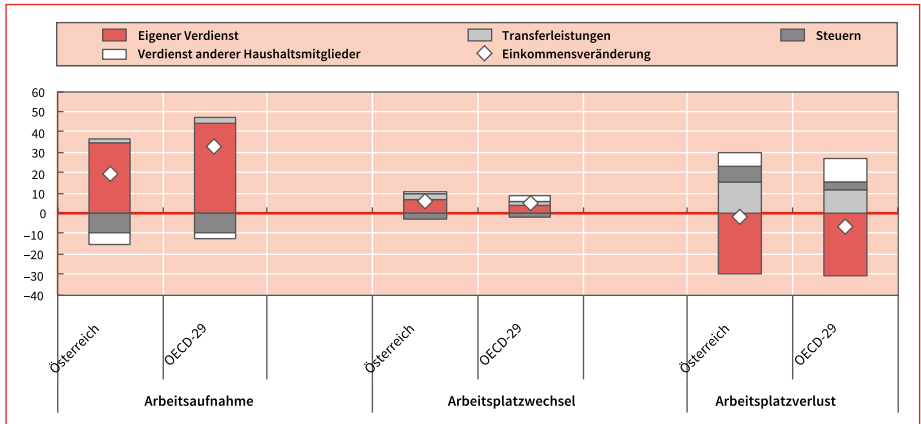 Eigener Verdienst Transferleistungen Steuern
Verdienst anderer Haushaltsmitglieder Einkommensveränderung
60
50
40
30
20
10
0
–10
–20
–30
–40
Österreich OECD-29 Österreich OECD-29 Österreich OECD-29
Arbeitsaufnahme Arbeitsplatzwechsel Arbeitsplatzverlust